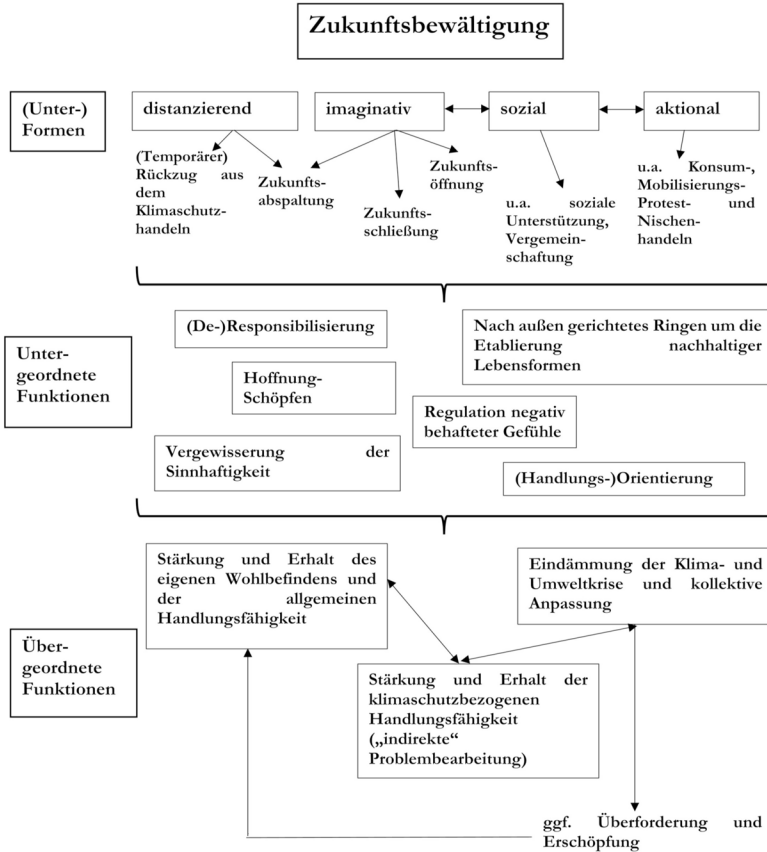 Zukunftsbewältigung
(Unter-)
Formen
distanzierend
imaginativ
sozial
aktional
(Temporärer)
Rückzug aus
dem
Klimaschutz-
handeln
Zukunfts-
abspaltung
Zukunfts-
schließung
Zukunfts-
öffnung
u.a. soziale
Unterstützung,
Vergemein-
schaftung
u.a. Konsum-,
Mobilisierungs-
Protest- und
Nischen-
handeln
Unter-
geordnete
Funktionen
(De-)Responsibilisierung
Nach außen gerichtetes Ringen um die
Etablierung nachhaltiger
Lebensformen
Hoffnung-
Schöpfen
Regulation negativ
behafteter Gefühle
Vergewisserung der
Sinnhaftigkeit
(Handlungs-)Orientierung
Über-
geordnete
Funktionen
Stärkung und Erhalt des
eigenen Wohlbefindens und
der allgemeinen
Handlungsfähigkeit
Eindämmung der Klima- und
Umweltkrise und kollektive
Anpassung
Stärkung und Erhalt der
klimaschutzbezogenen
Handlungsfähigkeit
(„indirekte“
Problembearbeitung)
ggf. Überforderung und
Erschöpfung